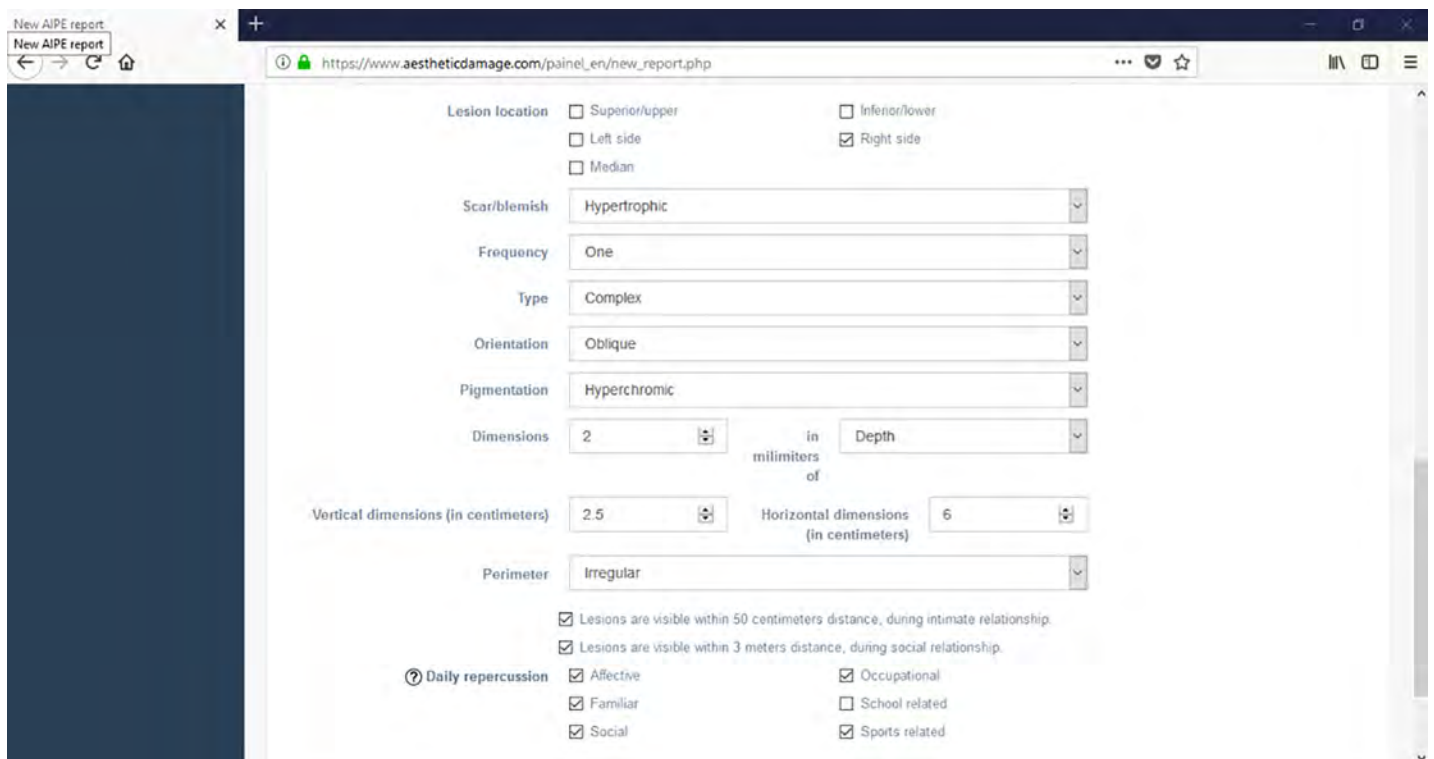 New AIPE report
New AIPE report
https://www.aestheticdamage.com/painel_en/new_report.php
Lesion location Superior/upper Inferior/lower
Left side Right side
Median
Scar/blemish Hypertrophic
Frequency One
Type Complex
Orientation Oblique
Pigmentation Hyperchromic
Dimensions 2 in Depth
milimiters
of
Vertical dimensions (in centimeters) 2.5 Horizontal dimensions 6
(in centimeters)
Perimeter Irregular
Lesions are visible within 50 centimeters distance, during intimate relationship.
Lesions are visible within 3 meters distance, during social relationship.
? Daily repercussion Affective Occupational
Familiar School related
Social Sports related